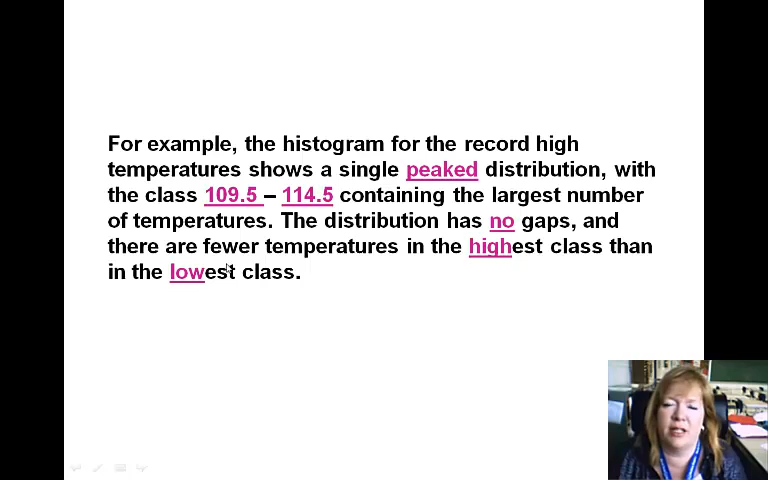 For example, the histogram for the record high
temperatures shows a single peaked distribution, with
the class 109.5 – 114.5 containing the largest number
of temperatures. The distribution has no gaps, and
there are fewer temperatures in the highest class than
in the lowest class.